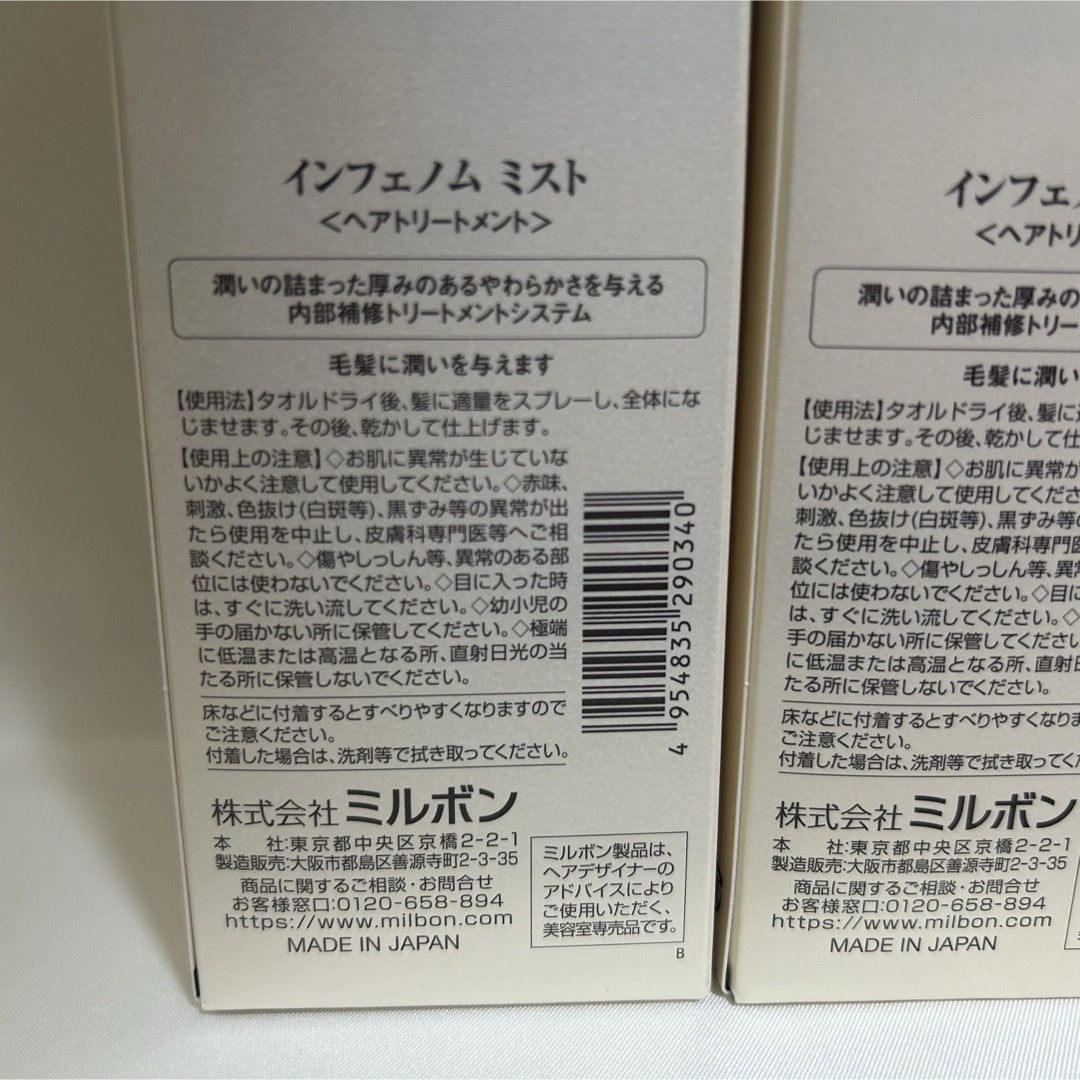 インフェノム ミスト
<ヘアトリートメント>
潤いの詰まった厚みのあるやわらかさを与える
内部補修トリートメントシステム
毛髪に潤いを与えます
【使用法】タオルドライ後、髪に適量をスプレーし、全体にな
じませます。その後、乾かして仕上げます。
【使用上の注意】◇お肌に異常が生じていな
いかよく注意して使用してください。◇赤味、
刺激、色抜け(白斑等)、黒ずみ等の異常が出
たら使用を中止し、皮膚科専門医等へご相
談ください。◇傷やしっしん等、異常のある部
位には使わないでください。◇目に入った時
は、すぐに洗い流してください。◇幼小児の
手の届かない所に保管してください。◇極端
に低温または高温となる所、直射日光の当
たる所に保管しないでください。
床などに付着するとすべりやすくなりますので
ご注意ください。
付着した場合は、洗剤等で拭き取ってください。
4 954835 290340
株式会社 ミルボン
本 社:東京都中央区京橋2-2-1
製造販売:大阪市都島区善源寺町2-3-35
商品に関するご相談・お問合せ
お客様窓口:0120-658-894
https://www.milbon.com
MADE IN JAPAN
ミルボン製品は、
ヘアデザイナーの
アドバイスにより
ご使用いただく、
美容室専売品です。
B
インフェノ
<ヘアトリ
潤いの詰まった厚みの
内部補修トリー
毛髪に潤い
【使用法】タオルドライ後、髪に
じませます。その後、乾かして仕
【使用上の注意】◇お肌に異常が
いかよく注意して使用してくださ
刺激、色抜け(白斑等)、黒ずみ等の
たら使用を中止し、皮膚科専門医
談ください。◇傷やしっしん等、異
位には使わないでください。◇目に
は、すぐに洗い流してください。◇
手の届かない所に保管してください
に低温または高温となる所、直射
たる所に保管しないでください。
床などに付着するとすべりやすくなりま
ご注意ください。
付着した場合は、洗剤等で拭き取ってく
株式会社 ミルボン
本 社:東京都中央区京橋2-2-1
製造販売:大阪市都島区善源寺町2-3-35
商品に関するご相談・お問合せ
お客様窓口:0120-658-894
https://www.milbon.com
MADE IN JAPAN